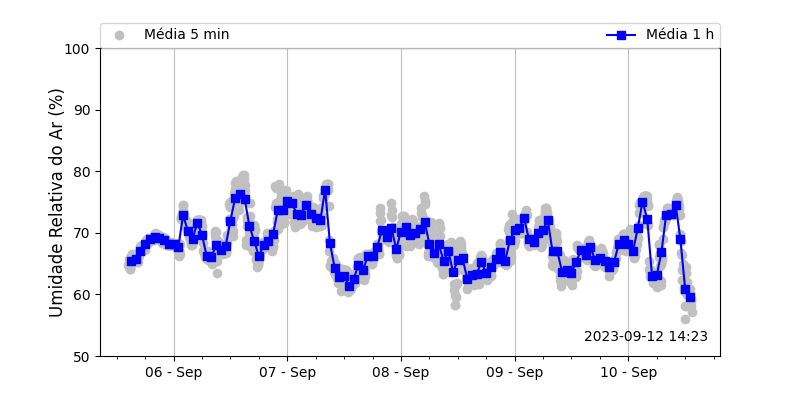 Média 5 min
Média 1 h
Umidade Relativa do Ar (%)
100
90
80
70
60
50
2023-09-12 14:23
06 - Sep
07 - Sep
08 - Sep
09 - Sep
10 - Sep